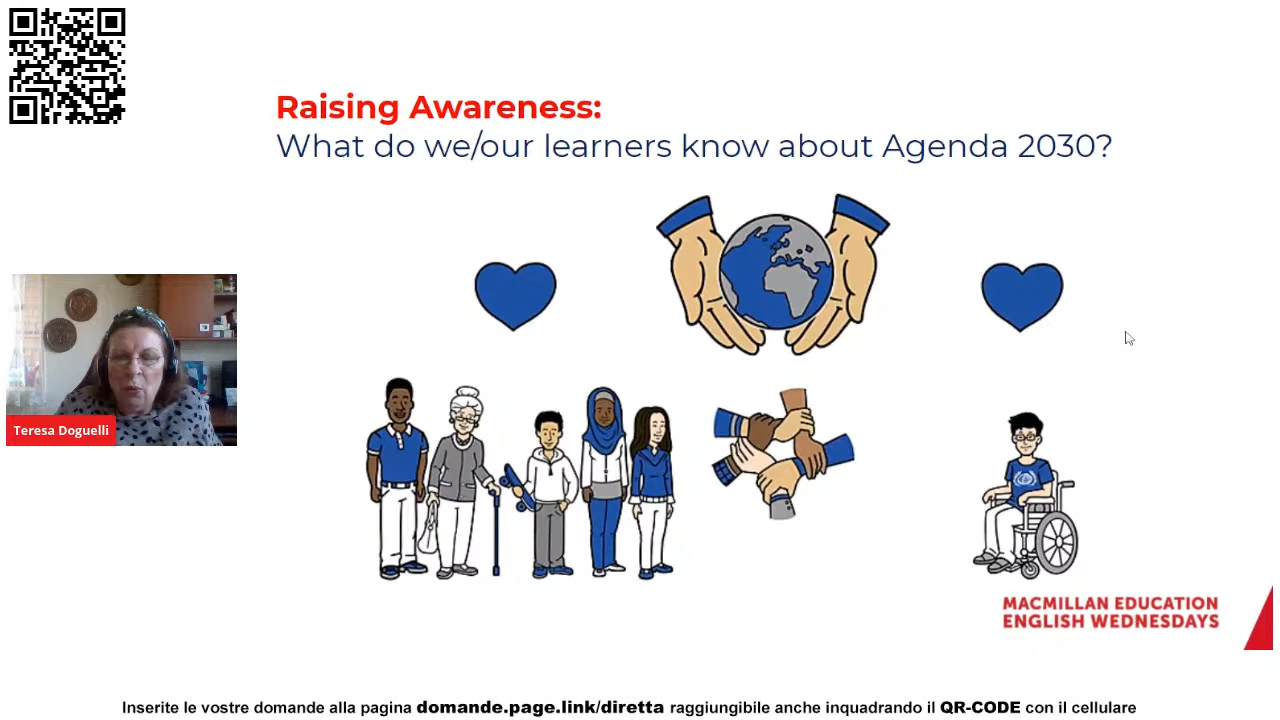 Raising Awareness:
What do we/our learners know about Agenda 2030?
Teresa Doguelli
MACMILLAN EDUCATION
ENGLISH WEDNESDAYS
Inserite le vostre domande alla pagina domande.page.link/diretta raggiungibile anche inquadrando il QR-CODE con il cellulare